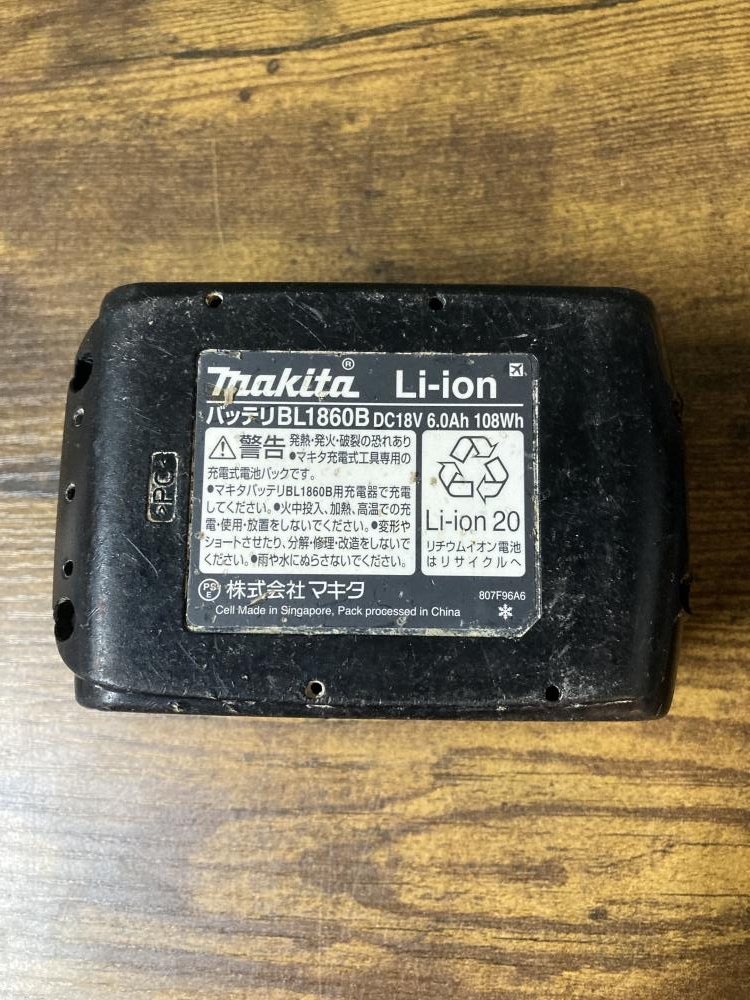 makita® Li-ion
バッテリBL1860B DC18V 6.0Ah 108Wh
警告 発熱・発火・破裂の恐れあり
●マキタ充電式工具専用の
充電式電池パックです。
●マキタバッテリBL1860B用充電器で充電
してください。●火中投入、加熱、高温での充
電・使用・放置をしないでください。●変形や
ショートさせたり、分解・修理・改造をしないで
ください。●雨や水にぬらさないでください。
Li-ion 20
リチウムイオン電池
はリサイクルへ
PS
E
株式会社マキタ
807F96A6
Cell Made in Singapore, Pack processed in China
>PC<